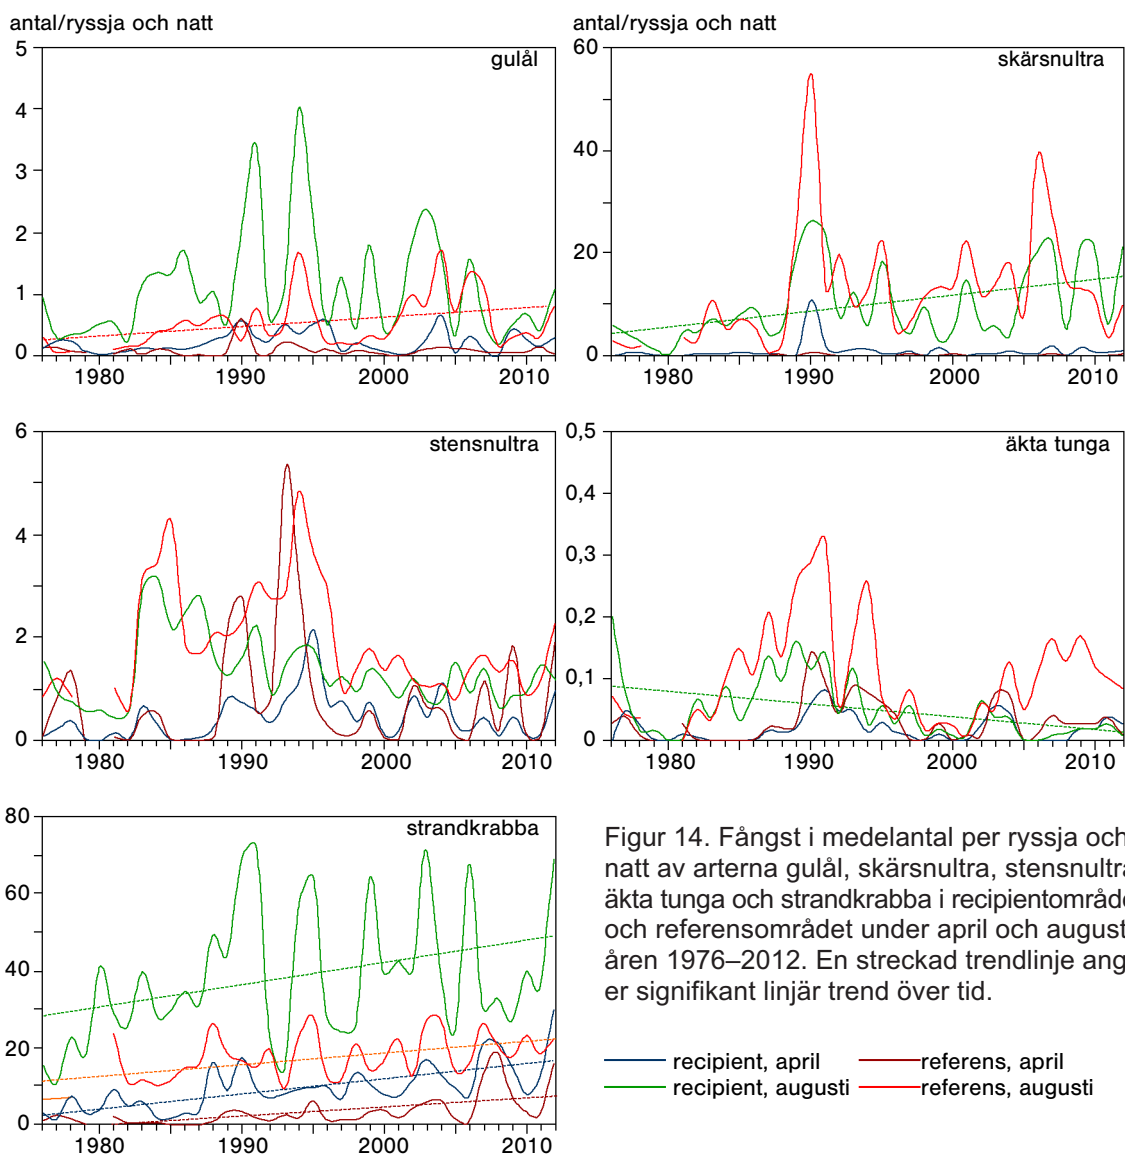 antal/ryssja och natt
antal/ryssja och natt
5
4
3
2
1
0
gulål
1980
1990
2000
2010
60
40
20
0
skärsnultra
1980
1990
2000
2010
6
4
2
0
stensnultra
1980
1990
2000
2010
0,5
0,4
0,3
0,2
0,1
0
äkta tunga
1980
1990
2000
2010
80
60
40
20
0
strandkrabba
1980
1990
2000
2010
Figur 14. Fångst i medelantal per ryssja och
natt av arterna gulål, skärsnultra, stensnultra
äkta tunga och strandkrabba i recipientområde
och referensområdet under april och august
åren 1976–2012. En streckad trendlinje ang
er signifikant linjär trend över tid.
recipient, april
referens, april
recipient, augusti
referens, augusti